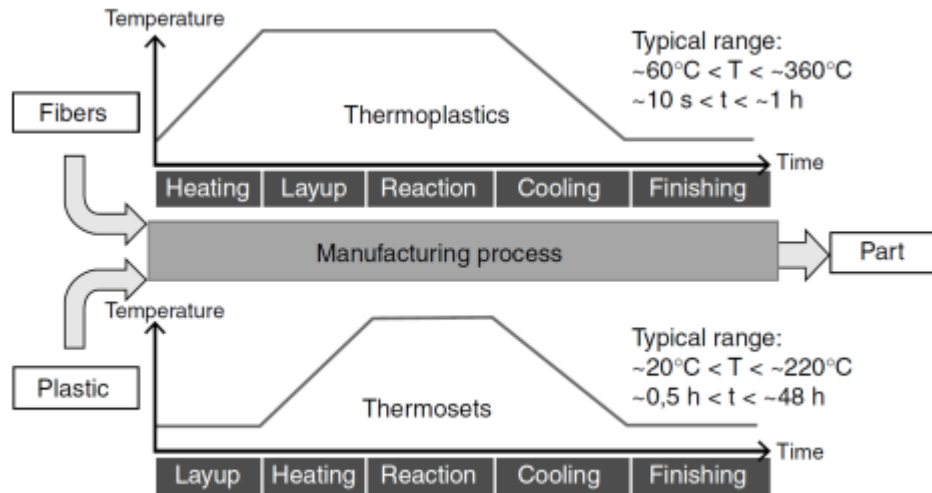 Temperature
Typical range:
~60°C < T < ~360°C
~10 s < t < ~1 h
Fibers
Thermoplastics
Time
Heating Layup Reaction Cooling Finishing
Manufacturing process
Part
Temperature
Typical range:
~20°C < T < ~220°C
~0,5 h < t < ~48 h
Plastic
Thermosets
Time
Layup Heating Reaction Cooling Finishing